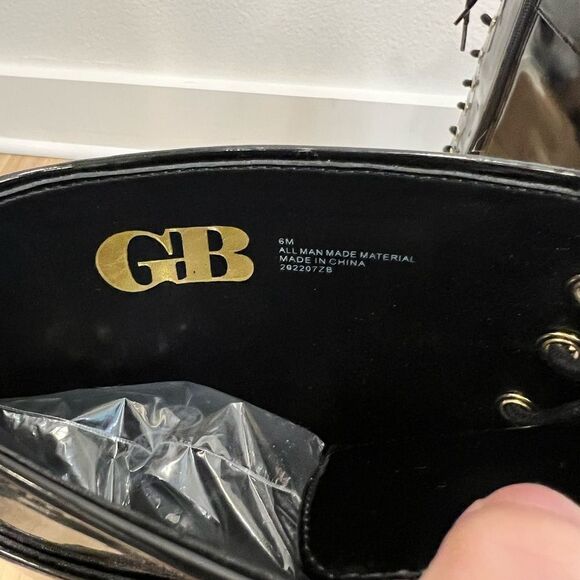 GB
6M
ALL MAN MADE MATERIAL
MADE IN CHINA
292207ZB